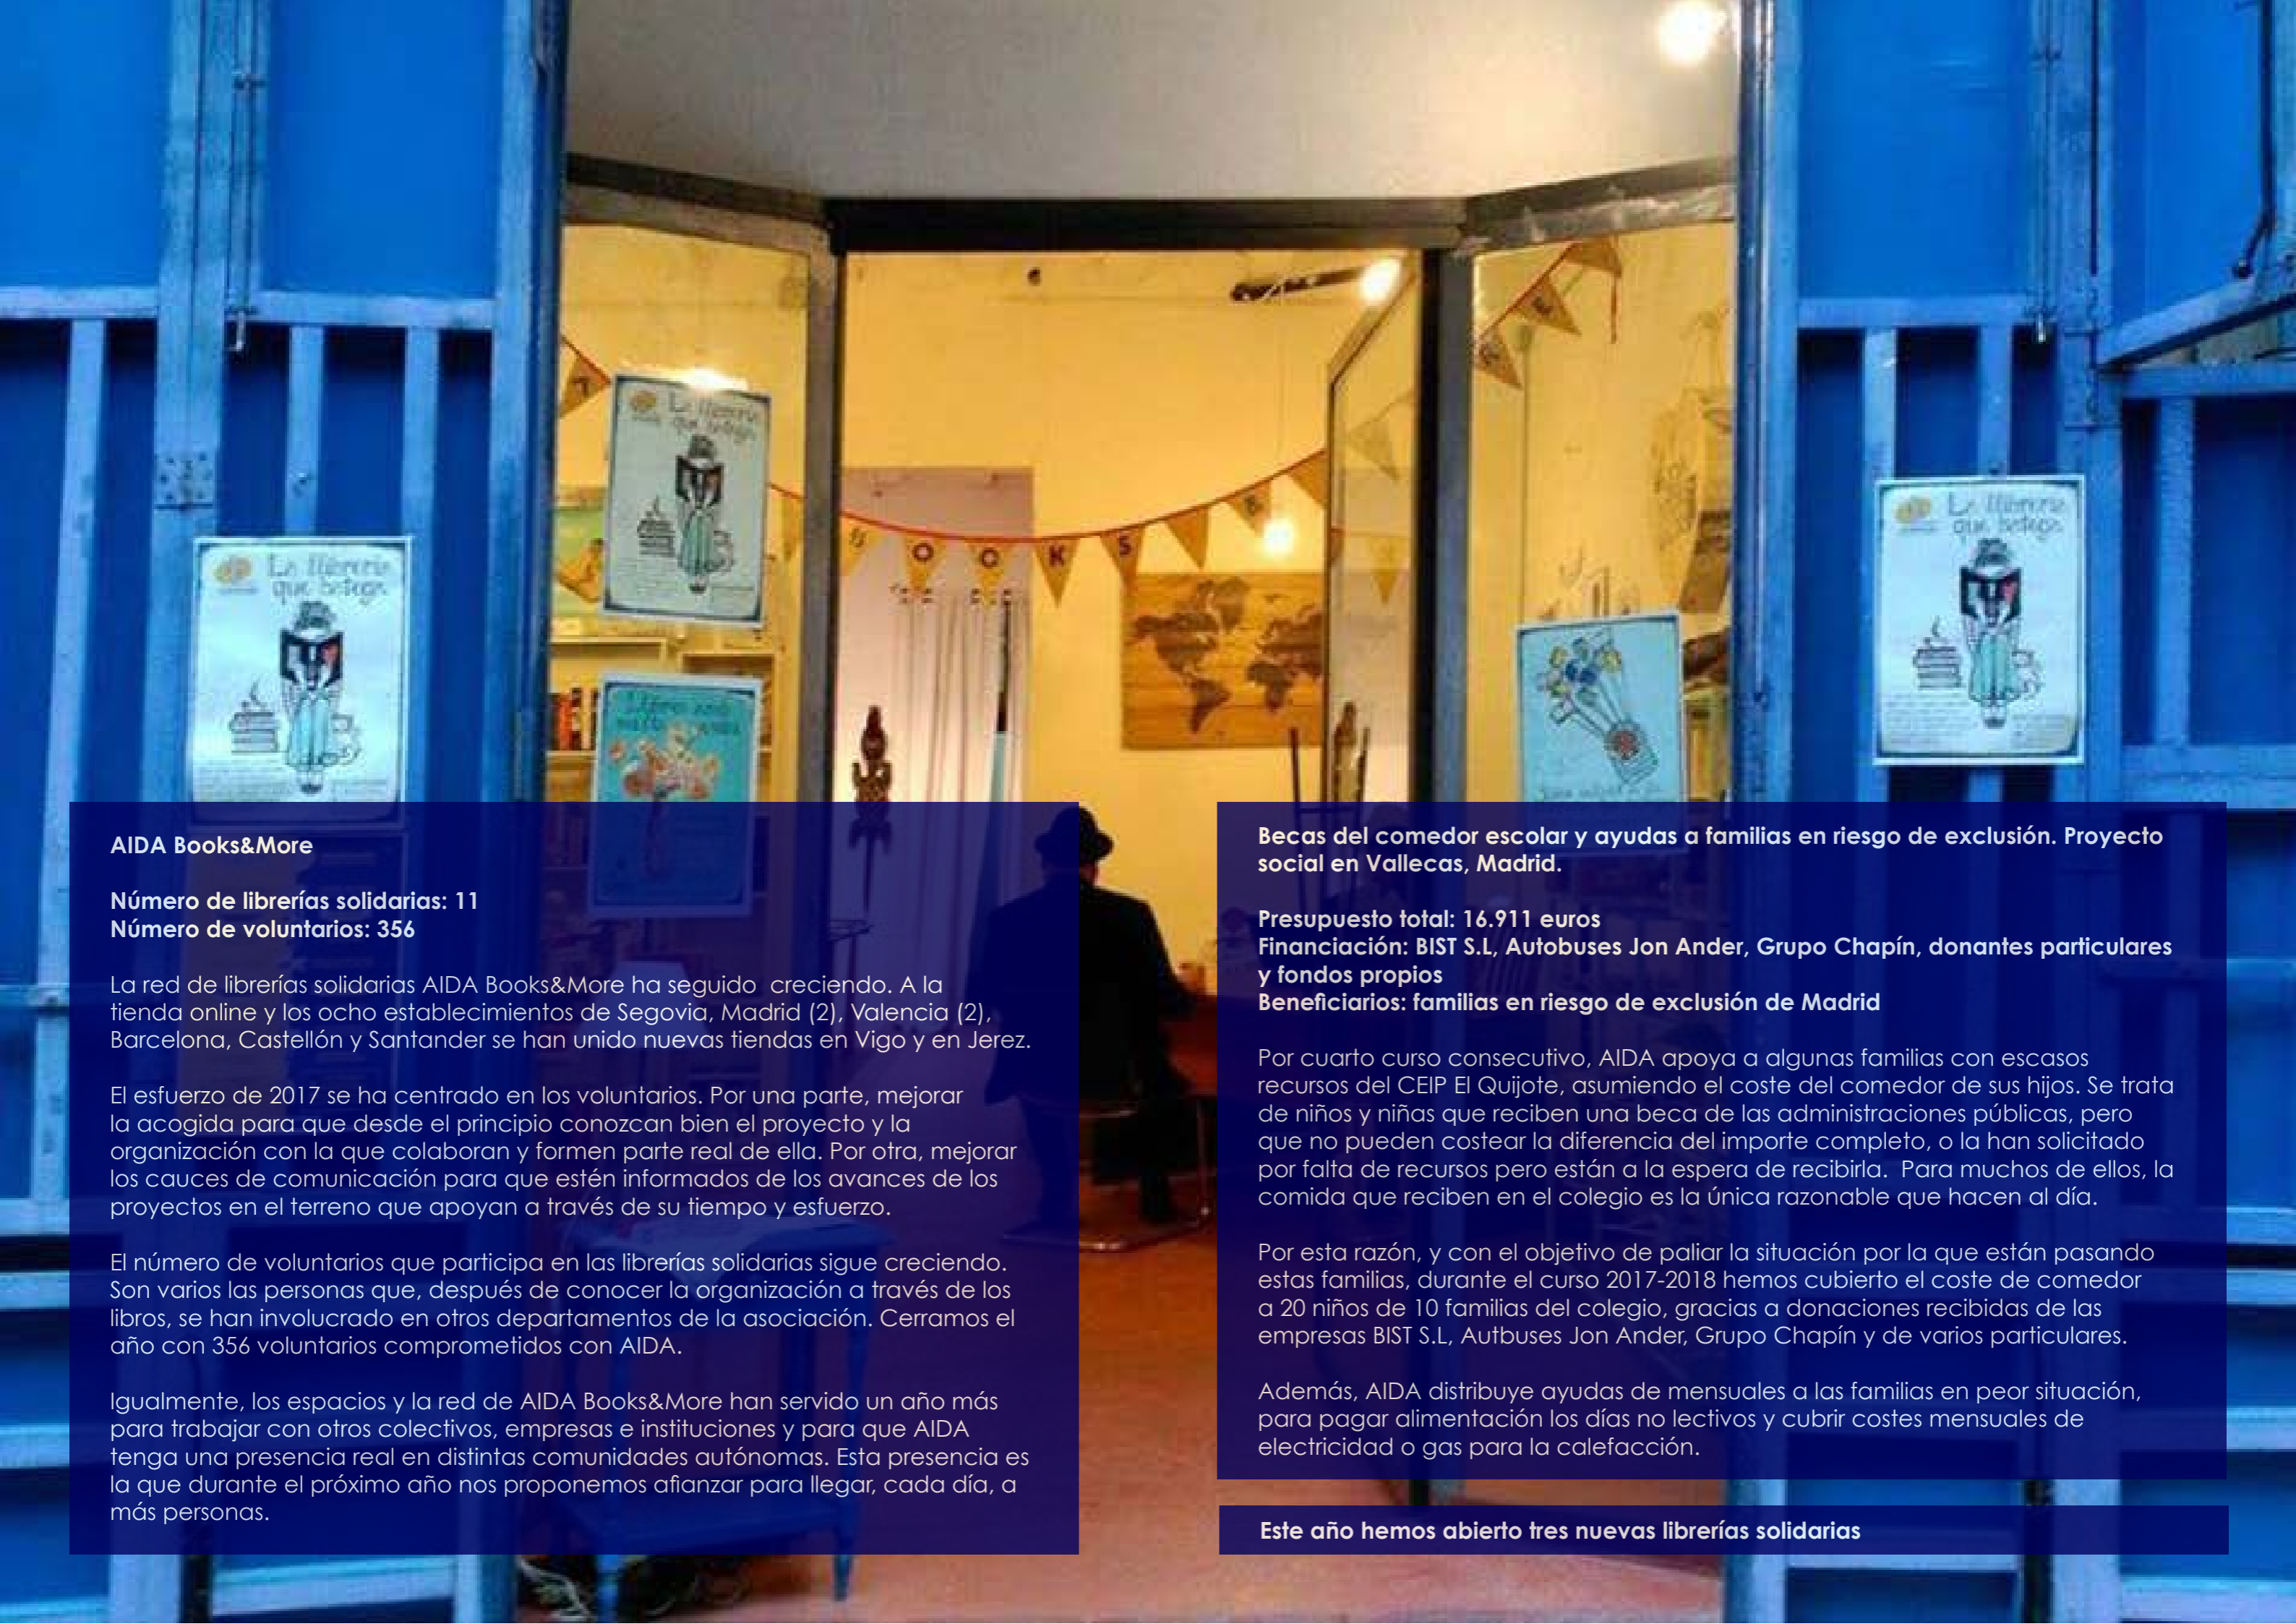 La llibreria
que batega
La llibreria
que batega
La llibreria
que batega
B O O K S
AIDA Books&More
Número de librerías solidarias: 11
Número de voluntarios: 356
La red de librerías solidarias AIDA Books&More ha seguido creciendo. A la
tienda online y los ocho establecimientos de Segovia, Madrid (2), Valencia (2),
Barcelona, Castellón y Santander se han unido nuevas tiendas en Vigo y en Jerez.
El esfuerzo de 2017 se ha centrado en los voluntarios. Por una parte, mejorar
la acogida para que desde el principio conozcan bien el proyecto y la
organización con la que colaboran y formen parte real de ella. Por otra, mejorar
los cauces de comunicación para que estén informados de los avances de los
proyectos en el terreno que apoyan a través de su tiempo y esfuerzo.
El número de voluntarios que participa en las librerías solidarias sigue creciendo.
Son varios las personas que, después de conocer la organización a través de los
libros, se han involucrado en otros departamentos de la asociación. Cerramos el
año con 356 voluntarios comprometidos con AIDA.
Igualmente, los espacios y la red de AIDA Books&More han servido un año más
para trabajar con otros colectivos, empresas e instituciones y para que AIDA
tenga una presencia real en distintas comunidades autónomas. Esta presencia es
la que durante el próximo año nos proponemos afianzar para llegar, cada día, a
más personas.
Becas del comedor escolar y ayudas a familias en riesgo de exclusión. Proyecto
social en Vallecas, Madrid.
Presupuesto total: 16.911 euros
Financiación: BIST S.L, Autobuses Jon Ander, Grupo Chapín, donantes particulares
y fondos propios
Beneficiarios: familias en riesgo de exclusión de Madrid
Por cuarto curso consecutivo, AIDA apoya a algunas familias con escasos
recursos del CEIP El Quijote, asumiendo el coste del comedor de sus hijos. Se trata
de niños y niñas que reciben una beca de las administraciones públicas, pero
que no pueden costear la diferencia del importe completo, o la han solicitado
por falta de recursos pero están a la espera de recibirla. Para muchos de ellos, la
comida que reciben en el colegio es la única razonable que hacen al día.
Por esta razón, y con el objetivo de paliar la situación por la que están pasando
estas familias, durante el curso 2017-2018 hemos cubierto el coste de comedor
a 20 niños de 10 familias del colegio, gracias a donaciones recibidas de las
empresas BIST S.L, Autbuses Jon Ander, Grupo Chapín y de varios particulares.
Además, AIDA distribuye ayudas de mensuales a las familias en peor situación,
para pagar alimentación los días no lectivos y cubrir costes mensuales de
electricidad o gas para la calefacción.
Este año hemos abierto tres nuevas librerías solidarias